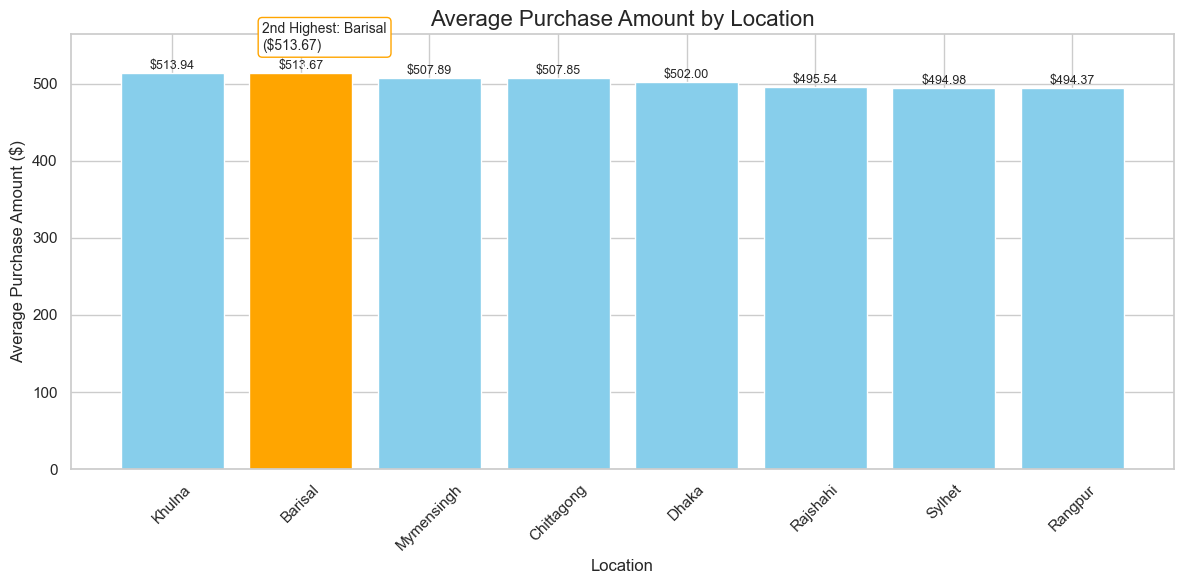 Average Purchase Amount by Location
2nd Highest: Barisal
($513.67)
$513.94
$513.67
$507.89
$507.85
$502.00
$495.54
$494.98
$494.37
Average Purchase Amount ($)
500
400
300
200
100
0
Khulna
Barisal
Mymensingh
Chittagong
Dhaka
Rajshahi
Sylhet
Rangpur
Location